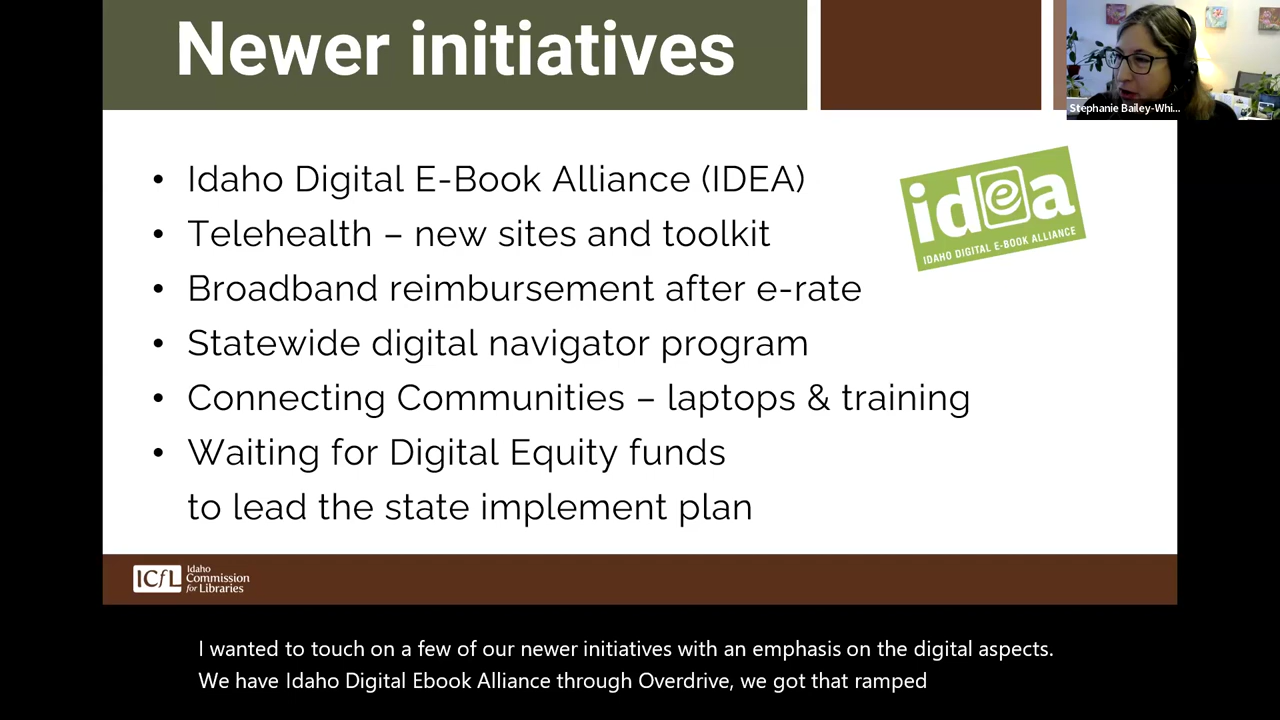 Newer initiatives
Stephanie Bailey-Whi...
• Idaho Digital E-Book Alliance (IDEA)
• Telehealth – new sites and toolkit
• Broadband reimbursement after e-rate
• Statewide digital navigator program
• Connecting Communities – laptops & training
• Waiting for Digital Equity funds
to lead the state implement plan
idea
IDAHO DIGITAL E-BOOK ALLIANCE
ICfL
Idaho
Commission
for Libraries
I wanted to touch on a few of our newer initiatives with an emphasis on the digital aspects.
We have Idaho Digital Ebook Alliance through Overdrive, we got that ramped